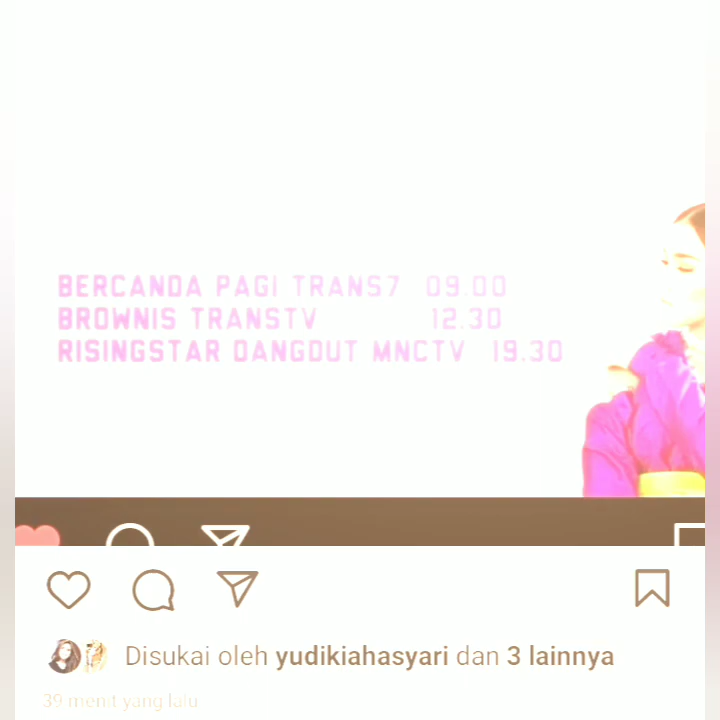 BERCANDA PAGI TRANS7 09.00
BROWNIS TRANSTV 12.30
RISINGSTAR DANGDUT MNCTV 19.30
Disukai oleh yudikiahasyari dan 3 lainnya
39 menit yang lalu